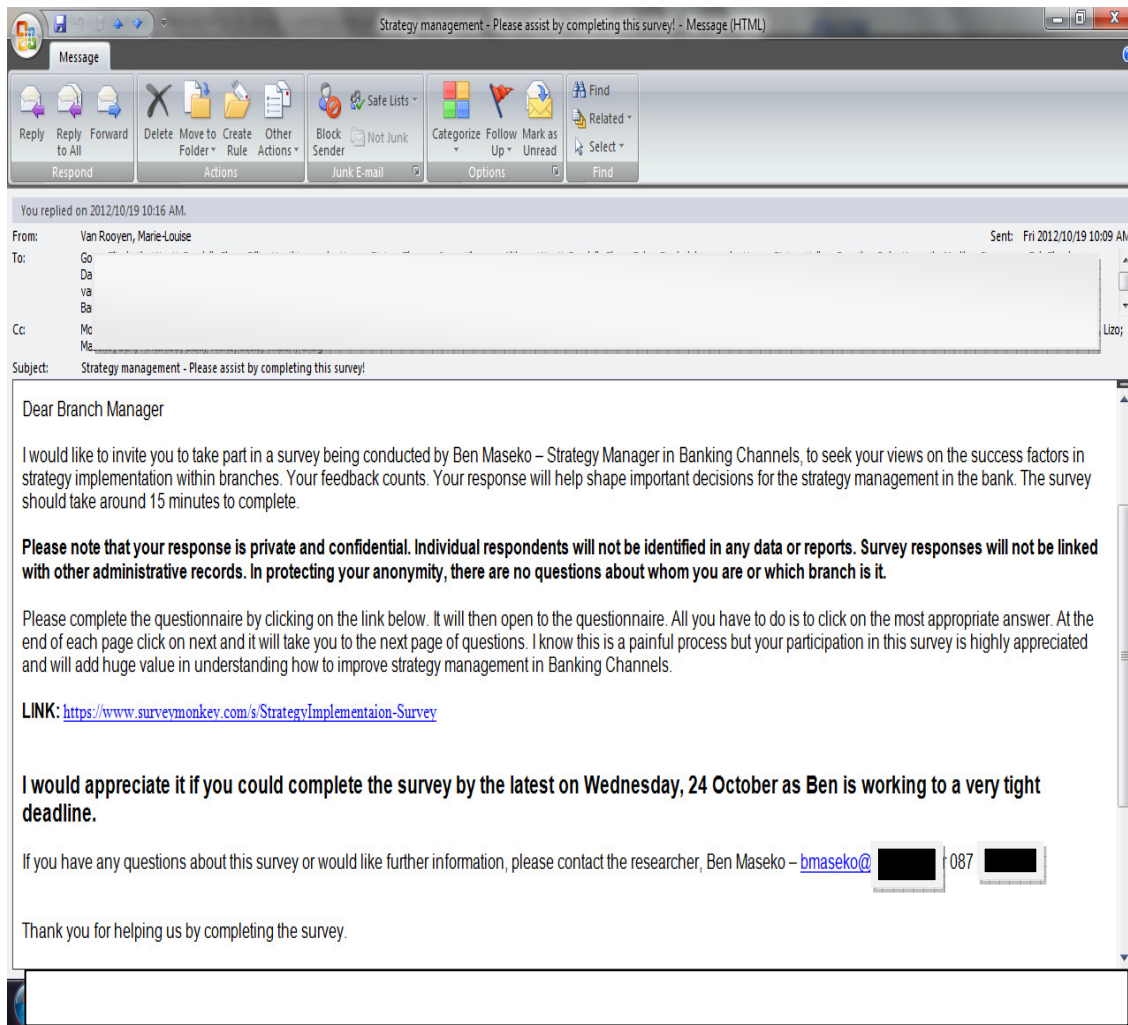 Strategy management - Please assist by completing this survey! - Message (HTML)
Message
Reply
Reply to All
Forward
Respond
Delete
Move to Folder
Create Rule
Other Actions
Actions
Block Sender
Safe Lists
Not Junk
Junk E-mail
Categorize
Follow Up
Mark as Unread
Options
Find
Related
Select
Find
You replied on 2012/10/19 10:16 AM.
From: Van Rooyen, Marie-Louise
Sent: Fri 2012/10/19 10:09 AM
To: Go
Da
va
Ba
Cc: Mo
Lizo;
Ma
Subject: Strategy management - Please assist by completing this survey!
Dear Branch Manager
I would like to invite you to take part in a survey being conducted by Ben Maseko – Strategy Manager in Banking Channels, to seek your views on the success factors in
strategy implementation within branches. Your feedback counts. Your response will help shape important decisions for the strategy management in the bank. The survey
should take around 15 minutes to complete.
Please note that your response is private and confidential. Individual respondents will not be identified in any data or reports. Survey responses will not be linked
with other administrative records. In protecting your anonymity, there are no questions about whom you are or which branch is it.
Please complete the questionnaire by clicking on the link below. It will then open to the questionnaire. All you have to do is to click on the most appropriate answer. At the
end of each page click on next and it will take you to the next page of questions. I know this is a painful process but your participation in this survey is highly appreciated
and will add huge value in understanding how to improve strategy management in Banking Channels.
LINK: https://www.surveymonkey.com/s/StrategyImplementaion-Survey
I would appreciate it if you could complete the survey by the latest on Wednesday, 24 October as Ben is working to a very tight
deadline.
If you have any questions about this survey or would like further information, please contact the researcher, Ben Maseko – bmaseko@ r 087
Thank you for helping us by completing the survey.